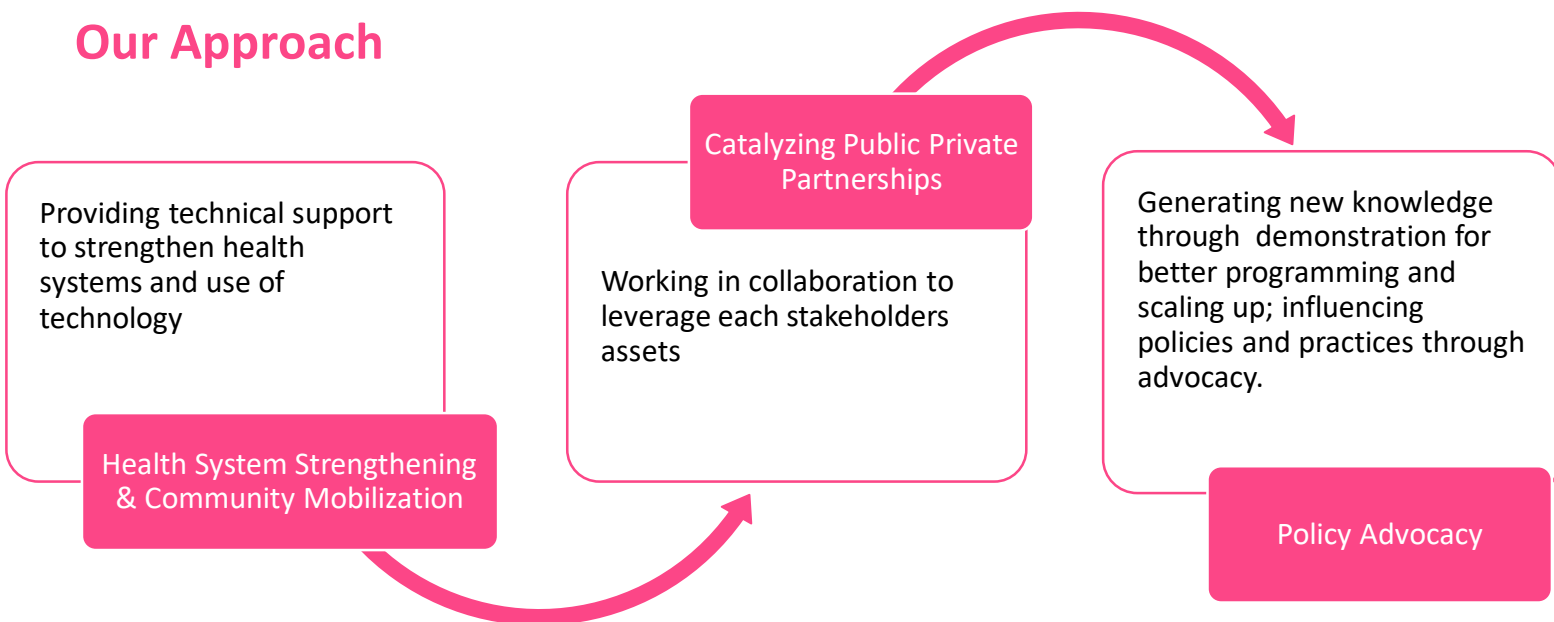 Our Approach
Providing technical support
to strengthen health
systems and use of
technology
Health System Strengthening
& Community Mobilization
Catalyzing Public Private
Partnerships
Working in collaboration to
leverage each stakeholders
assets
Generating new knowledge
through  demonstration for
better programming and
scaling up; influencing
policies and practices through
advocacy.
Policy Advocacy